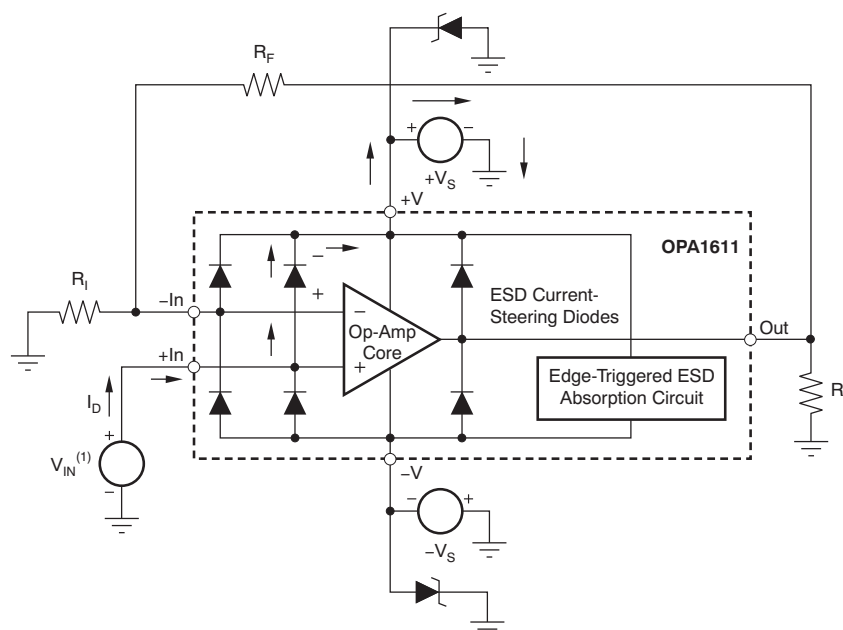 R_F
+ −
+V_S
+V
OPA1611
−
+
R_I
−In
−
ESD Current-
Steering Diodes
Op-Amp
Core
Out
+In
+
Edge-Triggered ESD
Absorption Circuit
R
I_D
+
V_IN^(1)
−
−V
− +
−V_S